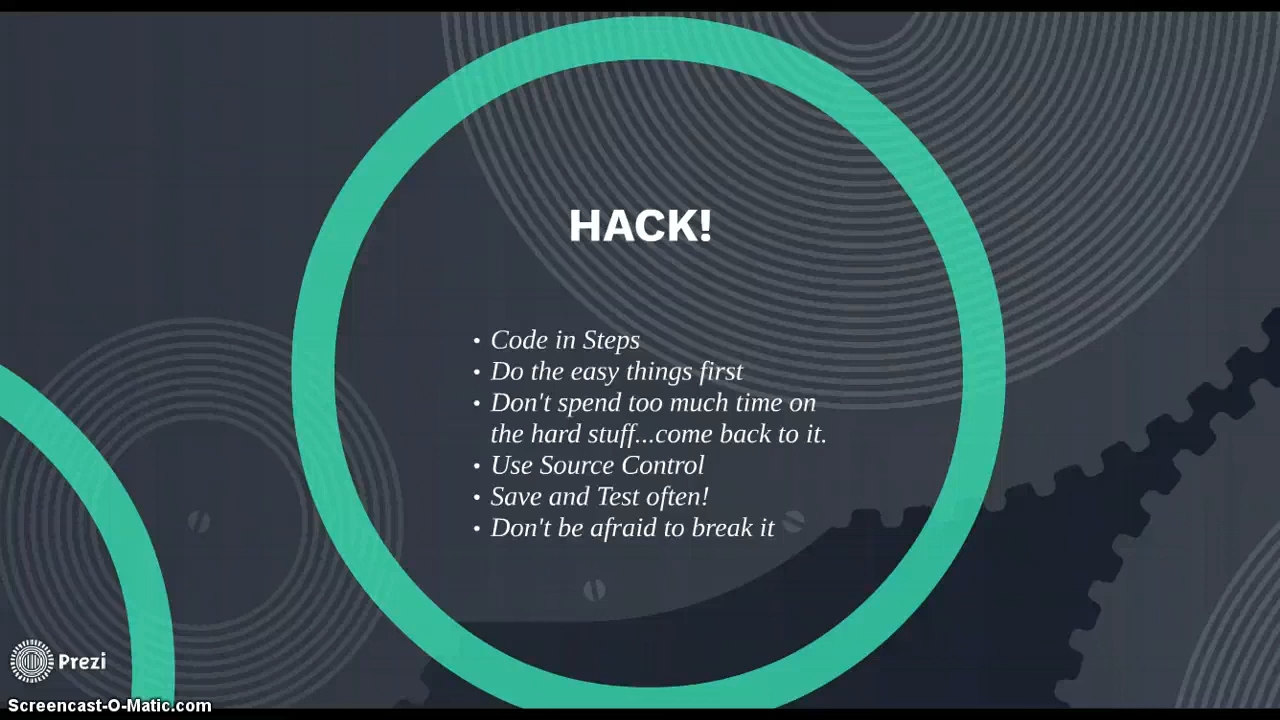 HACK!
• Code in Steps
• Do the easy things first
• Don't spend too much time on
the hard stuff...come back to it.
• Use Source Control
• Save and Test often!
• Don't be afraid to break it
Prezi
Screencast-O-Matic.com